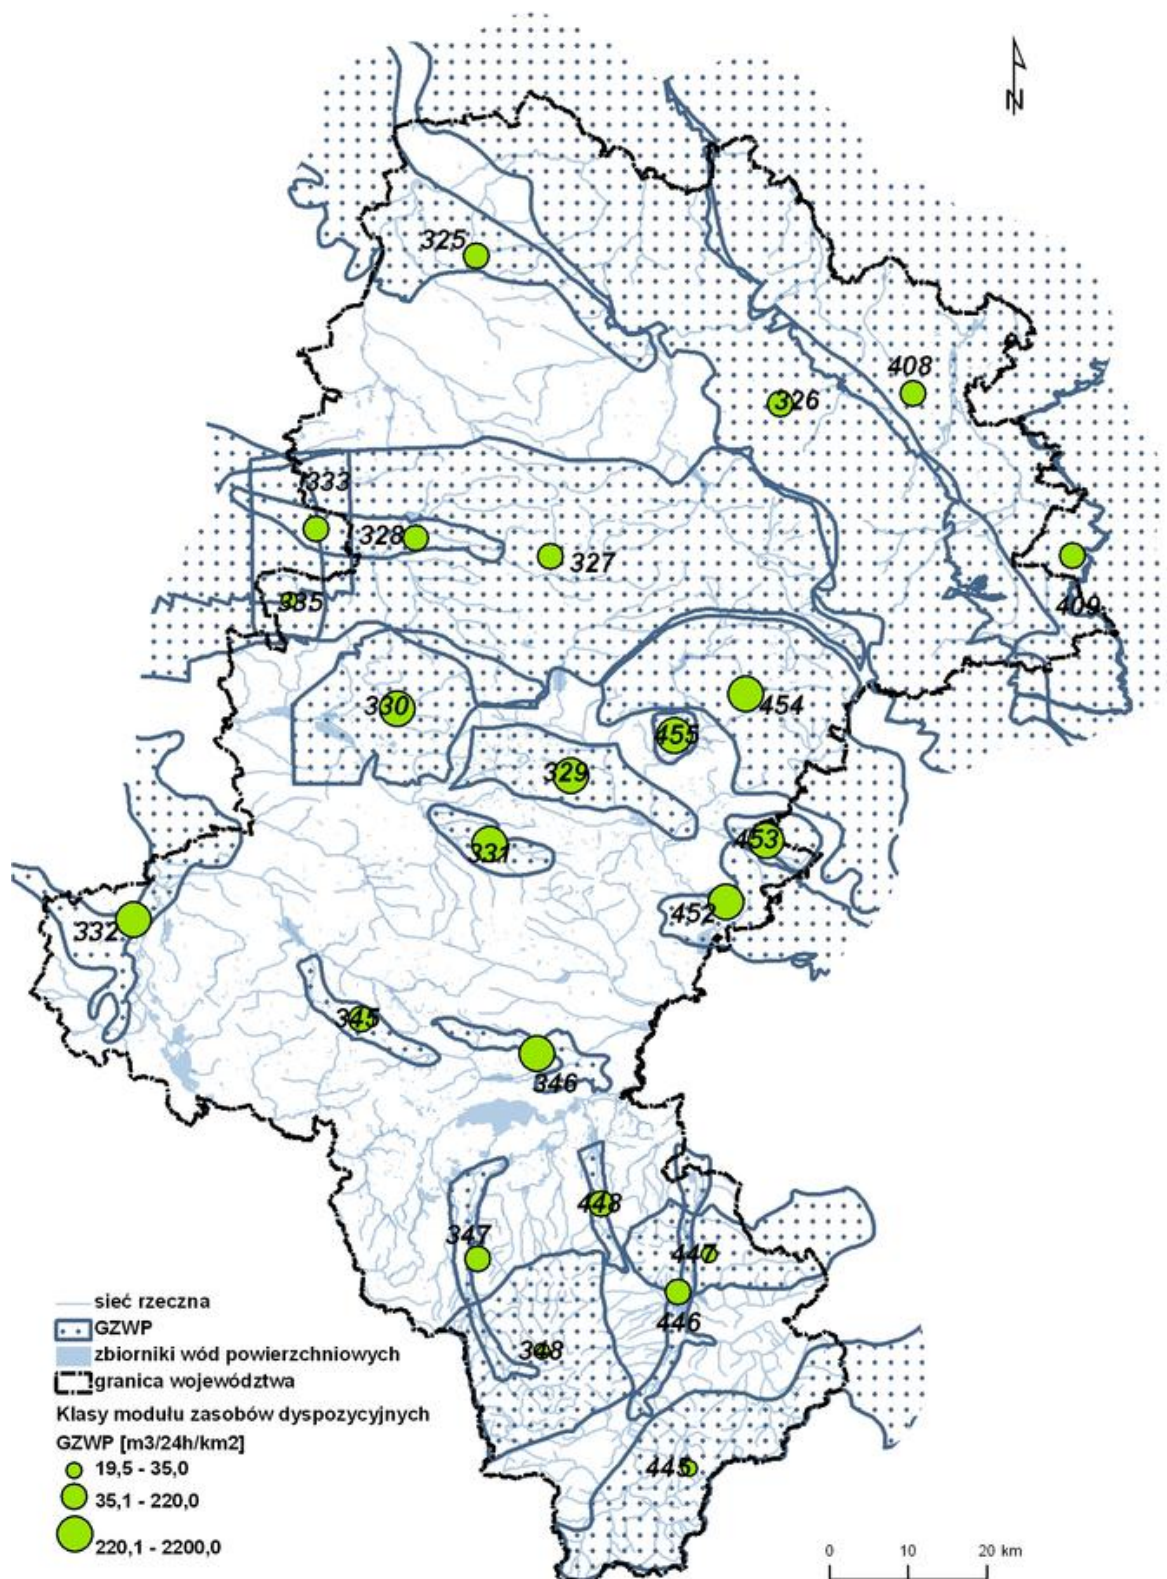 N
325
408
326
333
328
327
335
409
330
454
455
329
453
331
452
332
345
346
448
347
447
446
348
445
sieć rzeczna
GZWP
zbiorniki wód powierzchniowych
granica województwa
Klasy modułu zasobów dyspozycyjnych
GZWP [m3/24h/km2]
19,5 - 35,0
35,1 - 220,0
220,1 - 2200,0
0 10 20 km